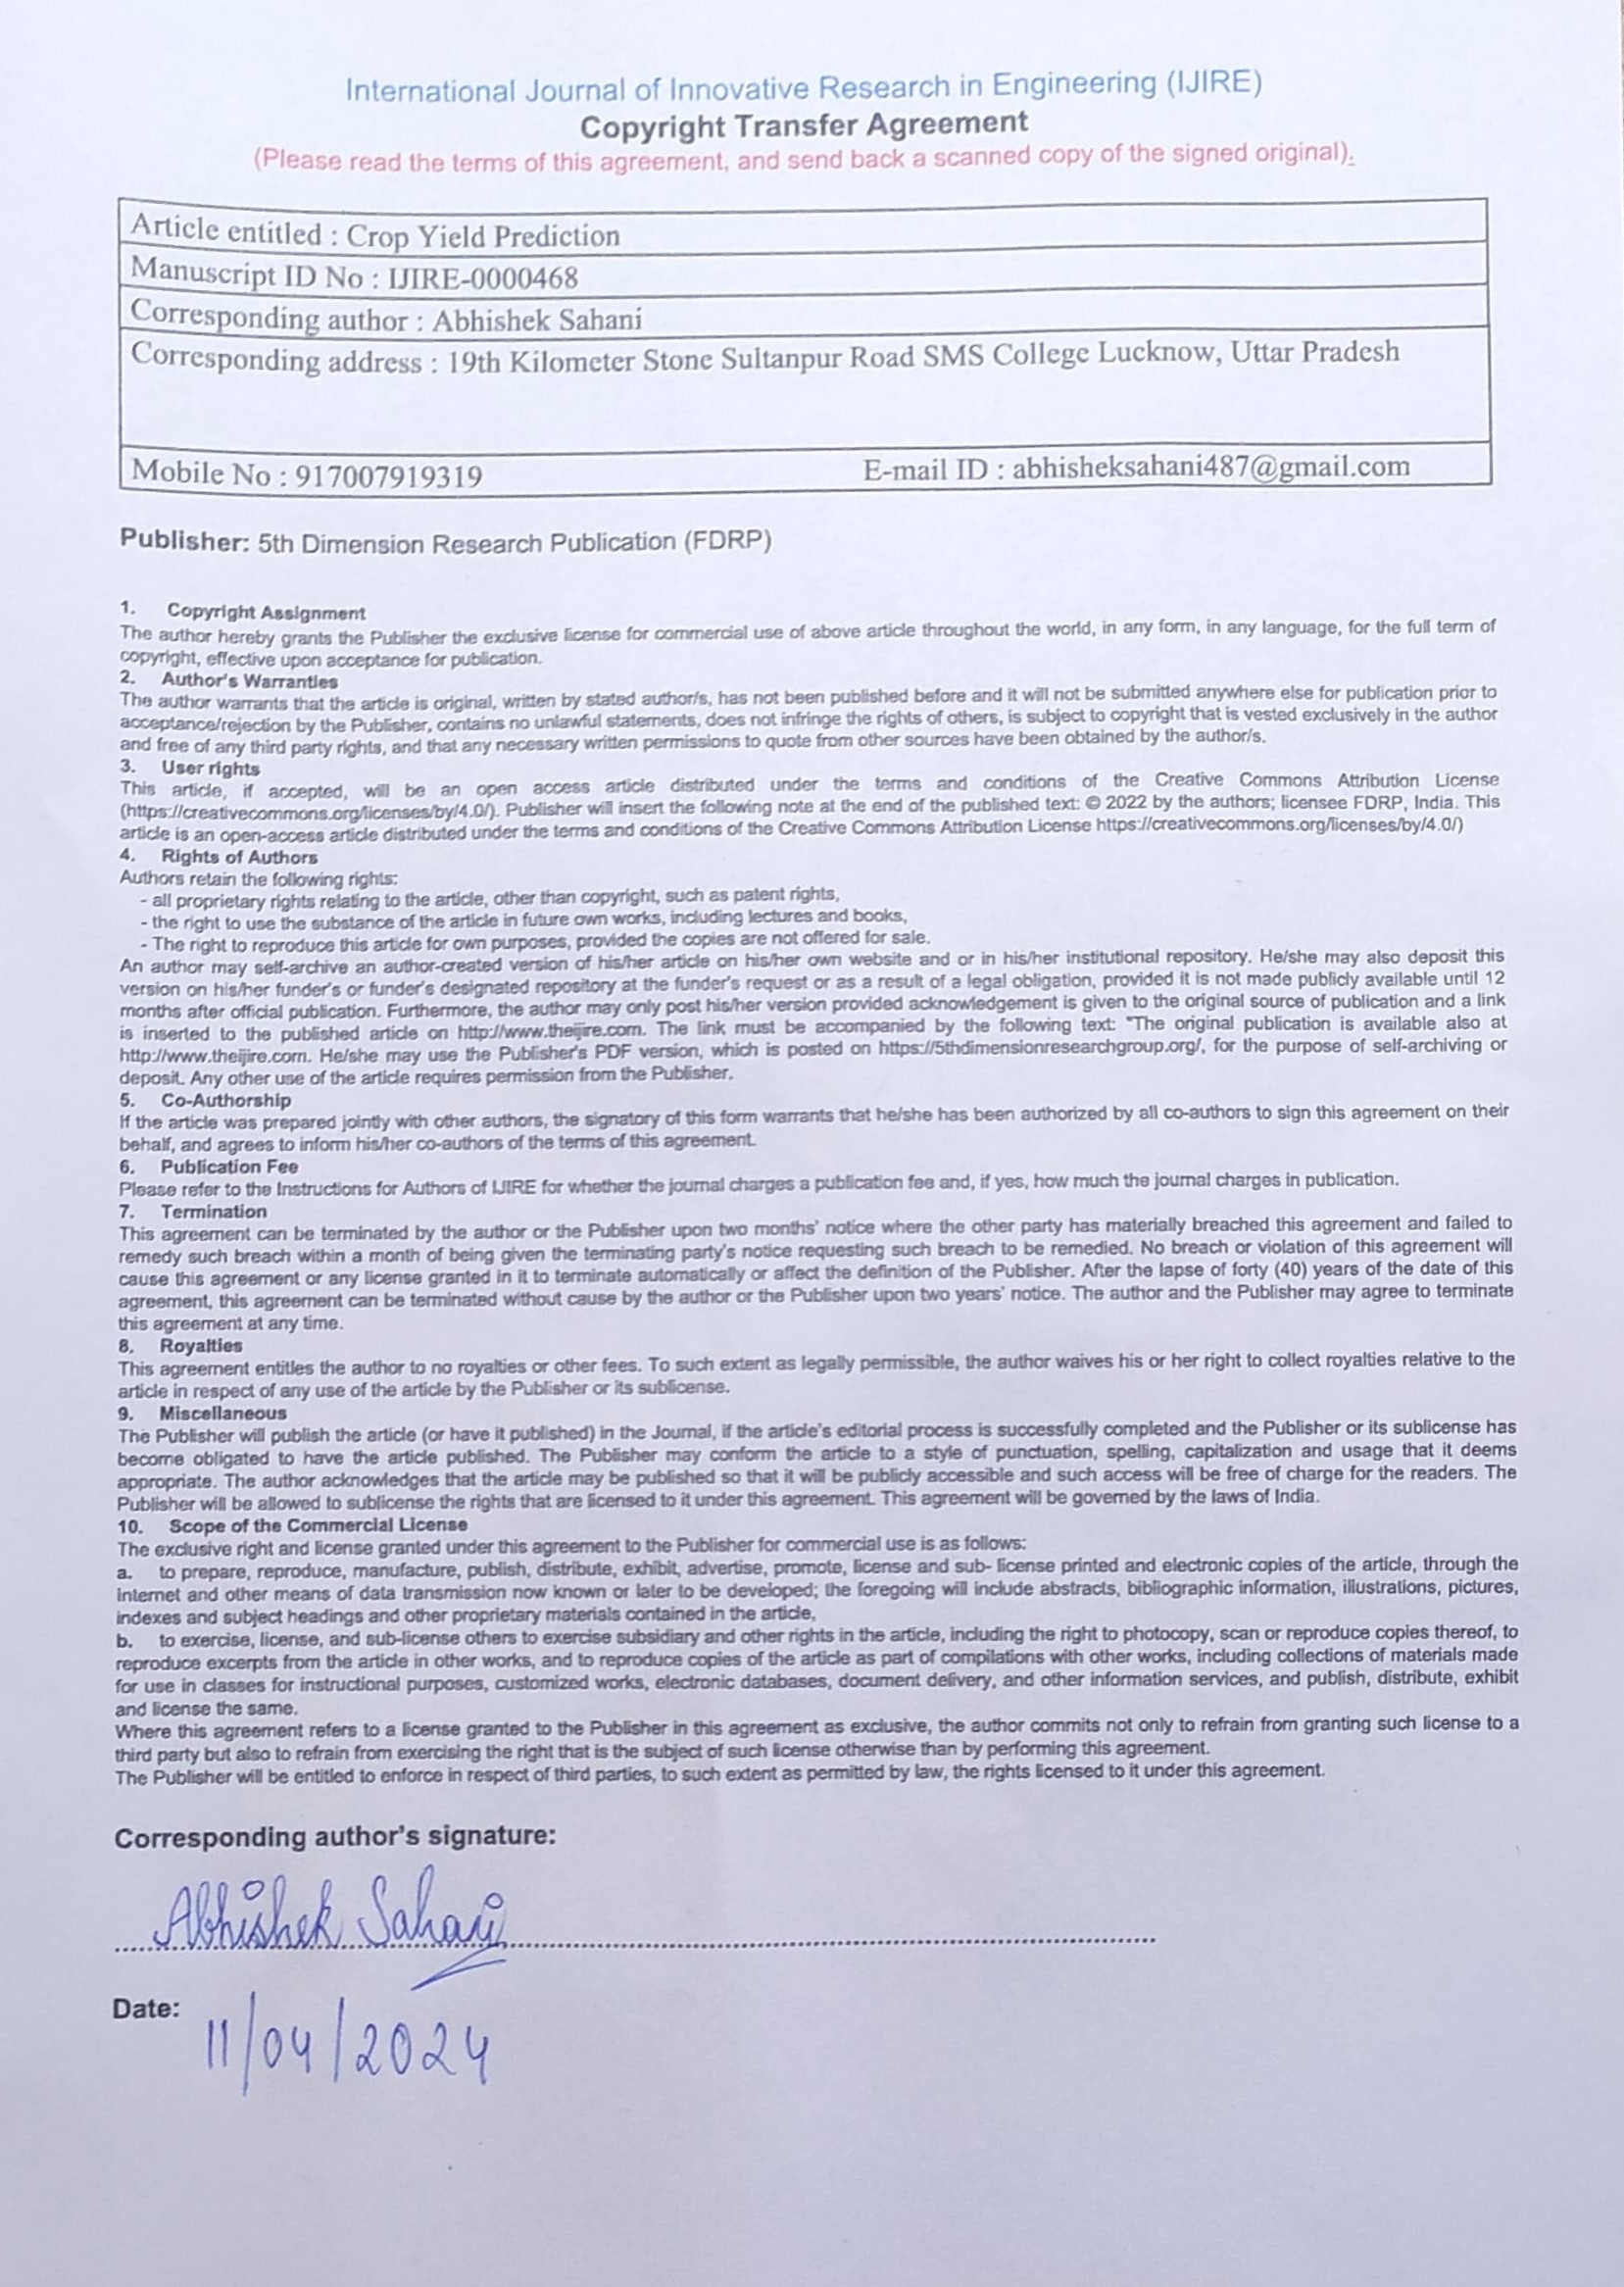 International Journal of Innovative Research in Engineering (IJIRE)
Copyright Transfer Agreement
(Please read the terms of this agreement, and send back a scanned copy of the signed original).
Article entitled : Crop Yield Prediction
Manuscript ID No : IJIRE-0000468
Corresponding author : Abhishek Sahani
Corresponding address : 19th Kilometer Stone Sultanpur Road SMS College Lucknow, Uttar Pradesh
Mobile No : 917007919319 E-mail ID : abhisheksahani487@gmail.com
Publisher: 5th Dimension Research Publication (FDRP)
1. Copyright Assignment
The author hereby grants the Publisher the exclusive license for commercial use of above article throughout the world, in any form, in any language, for the full term of
copyright, effective upon acceptance for publication.
2. Author's Warranties
The author warrants that the article is original, written by stated author/s, has not been published before and it will not be submitted anywhere else for publication prior to
acceptance/rejection by the Publisher, contains no unlawful statements, does not infringe the rights of others, is subject to copyright that is vested exclusively in the author
and free of any third party rights, and that any necessary written permissions to quote from other sources have been obtained by the author/s.
3. User rights
This article, if accepted, will be an open access article distributed under the terms and conditions of the Creative Commons Attribution License
(https://creativecommons.org/licenses/by/4.0/). Publisher will insert the following note at the end of the published text: © 2022 by the authors; licensee FDRP, India. This
article is an open-access article distributed under the terms and conditions of the Creative Commons Attribution License https://creativecommons.org/licenses/by/4.0/)
4. Rights of Authors
Authors retain the following rights:
- all proprietary rights relating to the article, other than copyright, such as patent rights,
- the right to use the substance of the article in future own works, including lectures and books,
- The right to reproduce this article for own purposes, provided the copies are not offered for sale.
An author may self-archive an author-created version of his/her article on his/her own website and or in his/her institutional repository. He/she may also deposit this
version on his/her funder's or funder's designated repository at the funder's request or as a result of a legal obligation, provided it is not made publicly available until 12
months after official publication. Furthermore, the author may only post his/her version provided acknowledgement is given to the original source of publication and a link
is inserted to the published article on http://www.theijire.com. The link must be accompanied by the following text: "The original publication is available also at
http://www.theijire.com. He/she may use the Publisher's PDF version, which is posted on https://5thdimensionresearchgroup.org/, for the purpose of self-archiving or
deposit. Any other use of the article requires permission from the Publisher.
5. Co-Authorship
If the article was prepared jointly with other authors, the signatory of this form warrants that he/she has been authorized by all co-authors to sign this agreement on their
behalf, and agrees to inform his/her co-authors of the terms of this agreement.
6. Publication Fee
Please refer to the Instructions for Authors of IJIRE for whether the journal charges a publication fee and, if yes, how much the journal charges in publication.
7. Termination
This agreement can be terminated by the author or the Publisher upon two months' notice where the other party has materially breached this agreement and failed to
remedy such breach within a month of being given the terminating party's notice requesting such breach to be remedied. No breach or violation of this agreement will
cause this agreement or any license granted in it to terminate automatically or affect the definition of the Publisher. After the lapse of forty (40) years of the date of this
agreement, this agreement can be terminated without cause by the author or the Publisher upon two years' notice. The author and the Publisher may agree to terminate
this agreement at any time.
8. Royalties
This agreement entitles the author to no royalties or other fees. To such extent as legally permissible, the author waives his or her right to collect royalties relative to the
article in respect of any use of the article by the Publisher or its sublicense.
9. Miscellaneous
The Publisher will publish the article (or have it published) in the Journal, if the article's editorial process is successfully completed and the Publisher or its sublicense has
become obligated to have the article published. The Publisher may conform the article to a style of punctuation, spelling, capitalization and usage that it deems
appropriate. The author acknowledges that the article may be published so that it will be publicly accessible and such access will be free of charge for the readers. The
Publisher will be allowed to sublicense the rights that are licensed to it under this agreement. This agreement will be governed by the laws of India.
10. Scope of the Commercial License
The exclusive right and license granted under this agreement to the Publisher for commercial use is as follows:
a. to prepare, reproduce, manufacture, publish, distribute, exhibit, advertise, promote, license and sub- license printed and electronic copies of the article, through the
internet and other means of data transmission now known or later to be developed; the foregoing will include abstracts, bibliographic information, illustrations, pictures,
indexes and subject headings and other proprietary materials contained in the article,
b. to exercise, license, and sub-license others to exercise subsidiary and other rights in the article, including the right to photocopy, scan or reproduce copies thereof, to
reproduce excerpts from the article in other works, and to reproduce copies of the article as part of compilations with other works, including collections of materials made
for use in classes for instructional purposes, customized works, electronic databases, document delivery, and other information services, and publish, distribute, exhibit
and license the same.
Where this agreement refers to a license granted to the Publisher in this agreement as exclusive, the author commits not only to refrain from granting such license to a
third party but also to refrain from exercising the right that is the subject of such license otherwise than by performing this agreement.
The Publisher will be entitled to enforce in respect of third parties, to such extent as permitted by law, the rights licensed to it under this agreement.
Corresponding author's signature:
Abhishek Sahani
Date:
11/04/2024